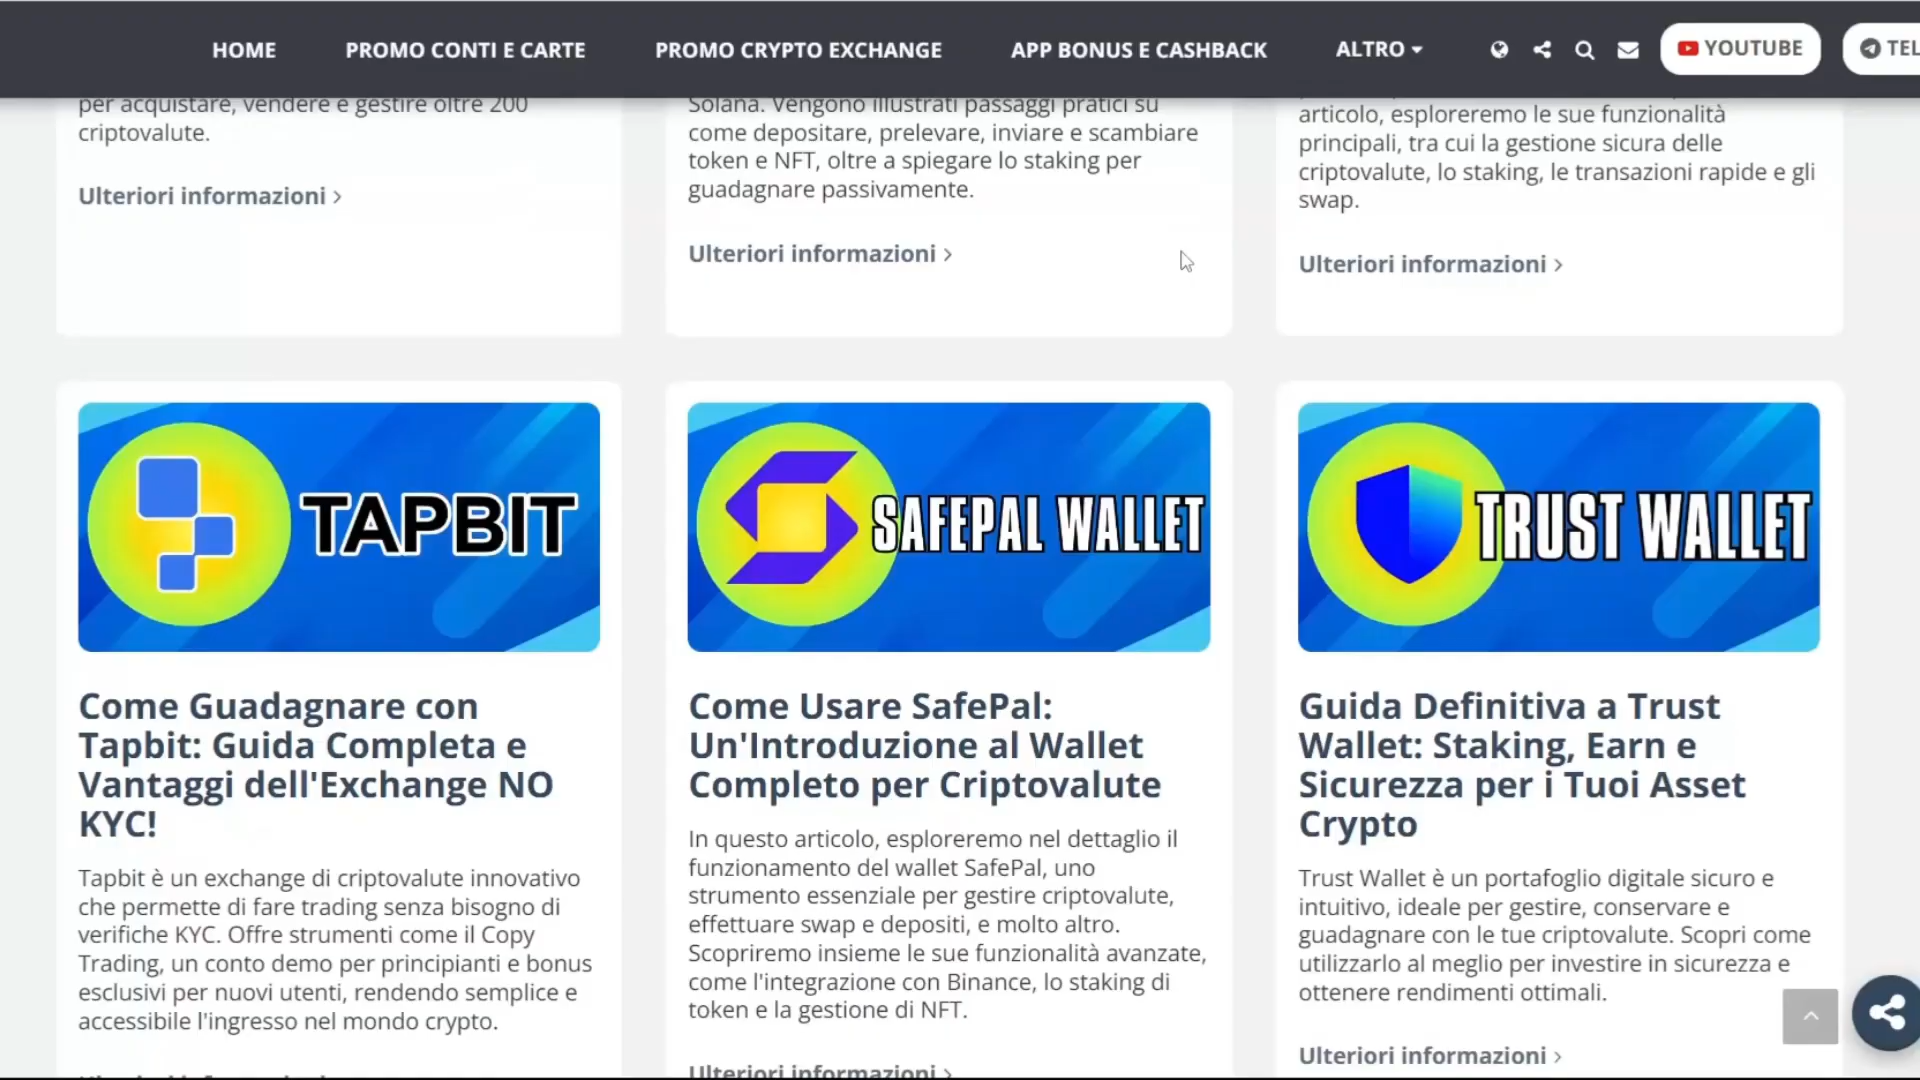 HOME
PROMO CONTI E CARTE
PROMO CRYPTO EXCHANGE
APP BONUS E CASHBACK
ALTRO
YOUTUBE
TEL
per acquistare, vendere e gestire oltre 200
criptovalute.
Ulteriori informazioni
Solana. Vengono illustrati passaggi pratici su
come depositare, prelevare, inviare e scambiare
token e NFT, oltre a spiegare lo staking per
guadagnare passivamente.
Ulteriori informazioni
articolo, esploreremo le sue funzionalità
principali, tra cui la gestione sicura delle
criptovalute, lo staking, le transazioni rapide e gli
swap.
Ulteriori informazioni
TAPBIT
Come Guadagnare con
Tapbit: Guida Completa e
Vantaggi dell'Exchange NO
KYC!
Tapbit è un exchange di criptovalute innovativo
che permette di fare trading senza bisogno di
verifiche KYC. Offre strumenti come il Copy
Trading, un conto demo per principianti e bonus
esclusivi per nuovi utenti, rendendo semplice e
accessibile l'ingresso nel mondo crypto.
SAFEPAL WALLET
Come Usare SafePal:
Un'Introduzione al Wallet
Completo per Criptovalute
In questo articolo, esploreremo nel dettaglio il
funzionamento del wallet SafePal, uno
strumento essenziale per gestire criptovalute,
effettuare swap e depositi, e molto altro.
Scopriremo insieme le sue funzionalità avanzate,
come l'integrazione con Binance, lo staking di
token e la gestione di NFT.
Ulteriori informazioni
TRUST WALLET
Guida Definitiva a Trust
Wallet: Staking, Earn e
Sicurezza per i Tuoi Asset
Crypto
Trust Wallet è un portafoglio digitale sicuro e
intuitivo, ideale per gestire, conservare e
guadagnare con le tue criptovalute. Scopri come
utilizzarlo al meglio per investire in sicurezza e
ottenere rendimenti ottimali.
Ulteriori informazioni